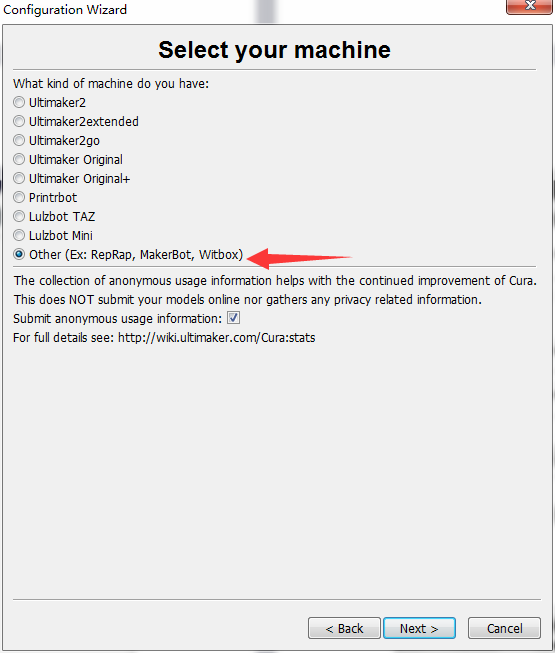 Configuration Wizard
Select your machine
What kind of machine do you have:
Ultimaker2
Ultimaker2extended
Ultimaker2go
Ultimaker Original
Ultimaker Original+
Printrbot
Lulzbot TAZ
Lulzbot Mini
Other (Ex: RepRap, MakerBot, Witbox)
The collection of anonymous usage information helps with the continued improvement of Cura.
This does NOT submit your models online nor gathers any privacy related information.
Submit anonymous usage information:
For full details see: http://wiki.ultimaker.com/Cura:stats
< Back Next > Cancel